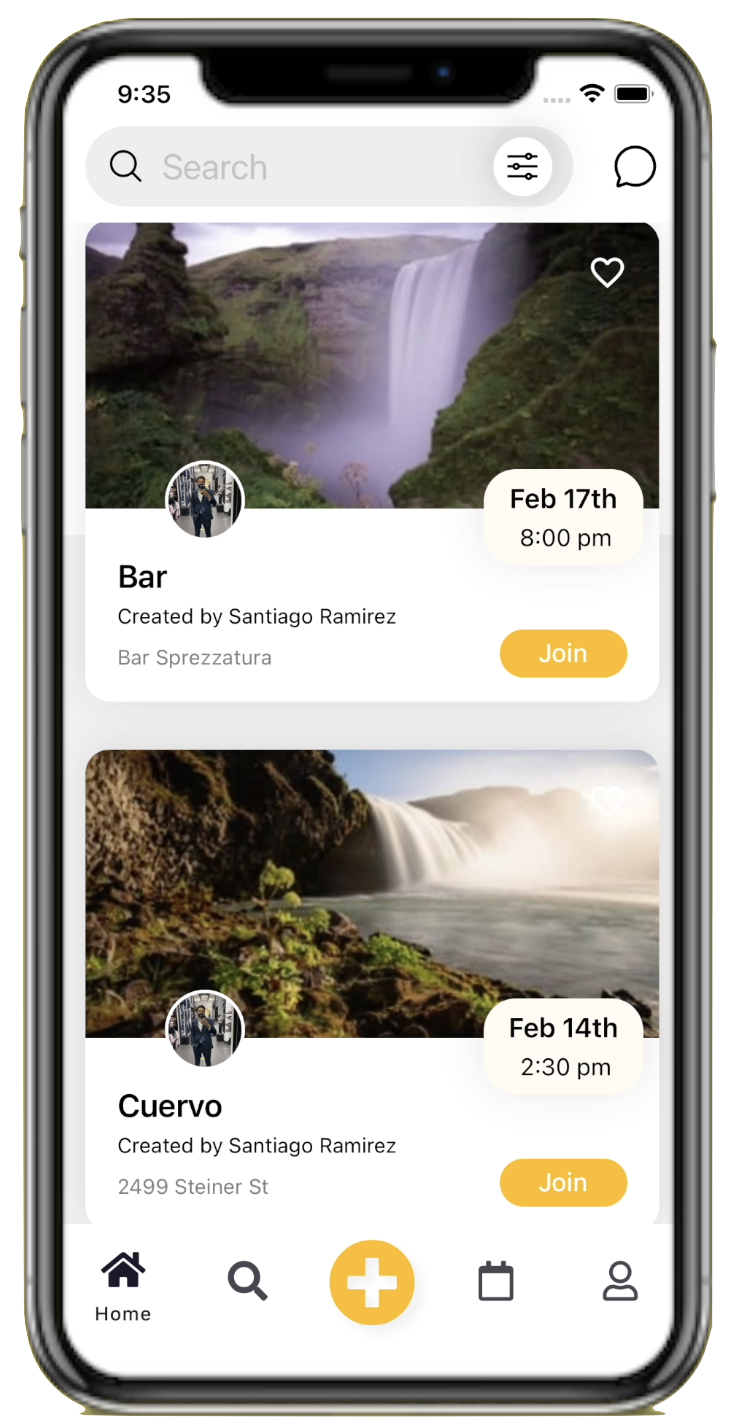 9:35
Search
Feb 17th
8:00 pm
Bar
Created by Santiago Ramirez
Bar Sprezzatura
Join
Feb 14th
2:30 pm
Cuervo
Created by Santiago Ramirez
2499 Steiner St
Join
Home